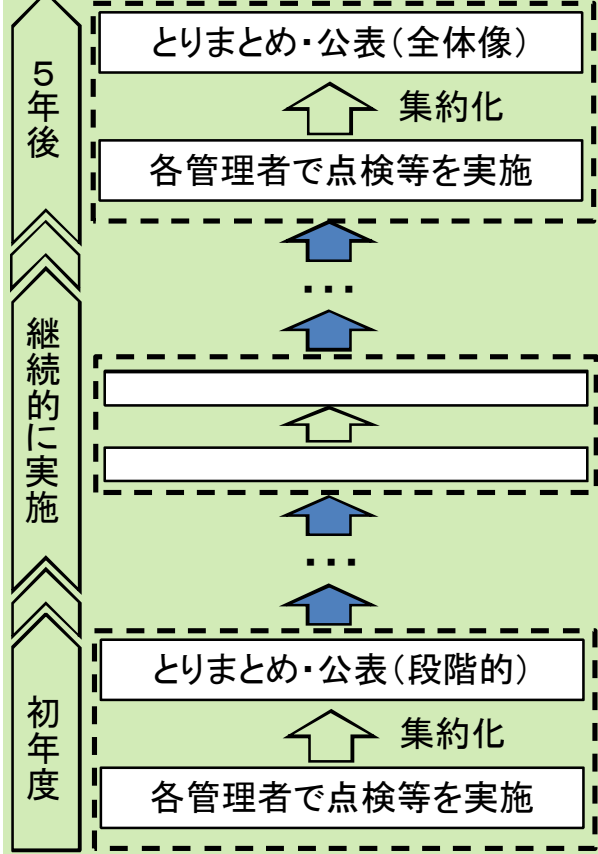 5年後
とりまとめ・公表(全体像)
集約化
各管理者で点検等を実施
…
継続的に実施
…
初年度
とりまとめ・公表(段階的)
集約化
各管理者で点検等を実施